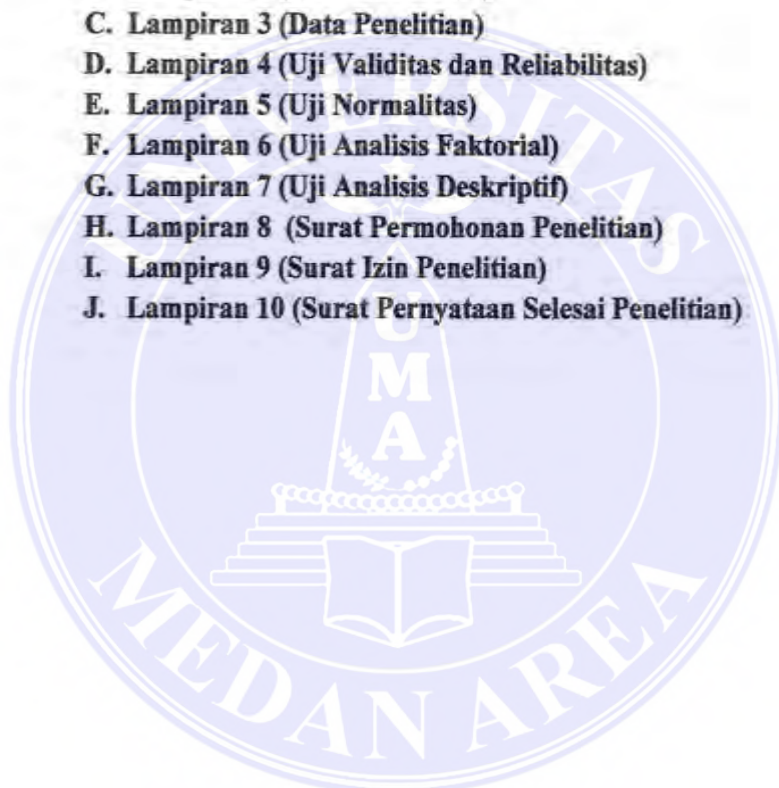 C. Lampiran 3 (Data Penelitian)
D. Lampiran 4 (Uji Validitas dan Reliabilitas)
E. Lampiran 5 (Uji Normalitas)
F. Lampiran 6 (Uji Analisis Faktorial)
G. Lampiran 7 (Uji Analisis Deskriptif)
H. Lampiran 8 (Surat Permohonan Penelitian)
I. Lampiran 9 (Surat Izin Penelitian)
J. Lampiran 10 (Surat Pernyataan Selesai Penelitian)
UNIVERSITAS
UMA
MEDAN AREA